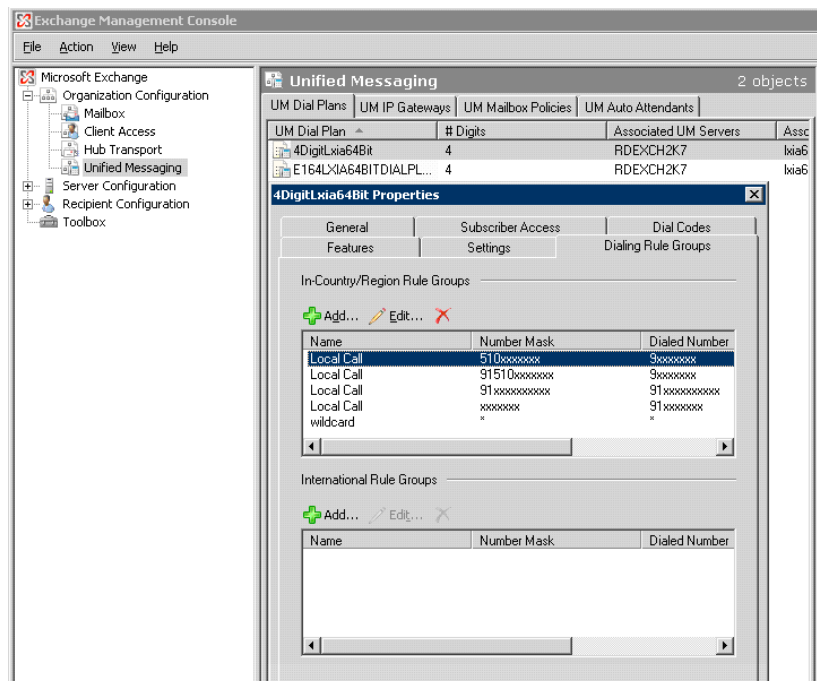 Exchange Management Console
File Action View Help
Microsoft Exchange
Organization Configuration
Mailbox
Client Access
Hub Transport
Unified Messaging
Server Configuration
Recipient Configuration
Toolbox
Unified Messaging 2 objects
UM Dial Plans UM IP Gateways UM Mailbox Policies UM Auto Attendants
UM Dial Plan # Digits Associated UM Servers Assc
4DigitLxia64Bit 4 RDEXCH2K7 lxia6
E164LXIA64BITDIALPL... 4 RDEXCH2K7 lxia6
4DigitLxia64Bit Properties
General Subscriber Access Dial Codes
Features Settings Dialing Rule Groups
In-Country/Region Rule Groups
Add... Edit...
Name Number Mask Dialed Number
Local Call 510xxxxxxx 9xxxxxxx
Local Call 91510xxxxxxx 9xxxxxxx
Local Call 91xxxxxxxxxx 91xxxxxxxxxx
Local Call xxxxxxx 91xxxxxxx
wildcard * *
International Rule Groups
Add... Edit...
Name Number Mask Dialed Number